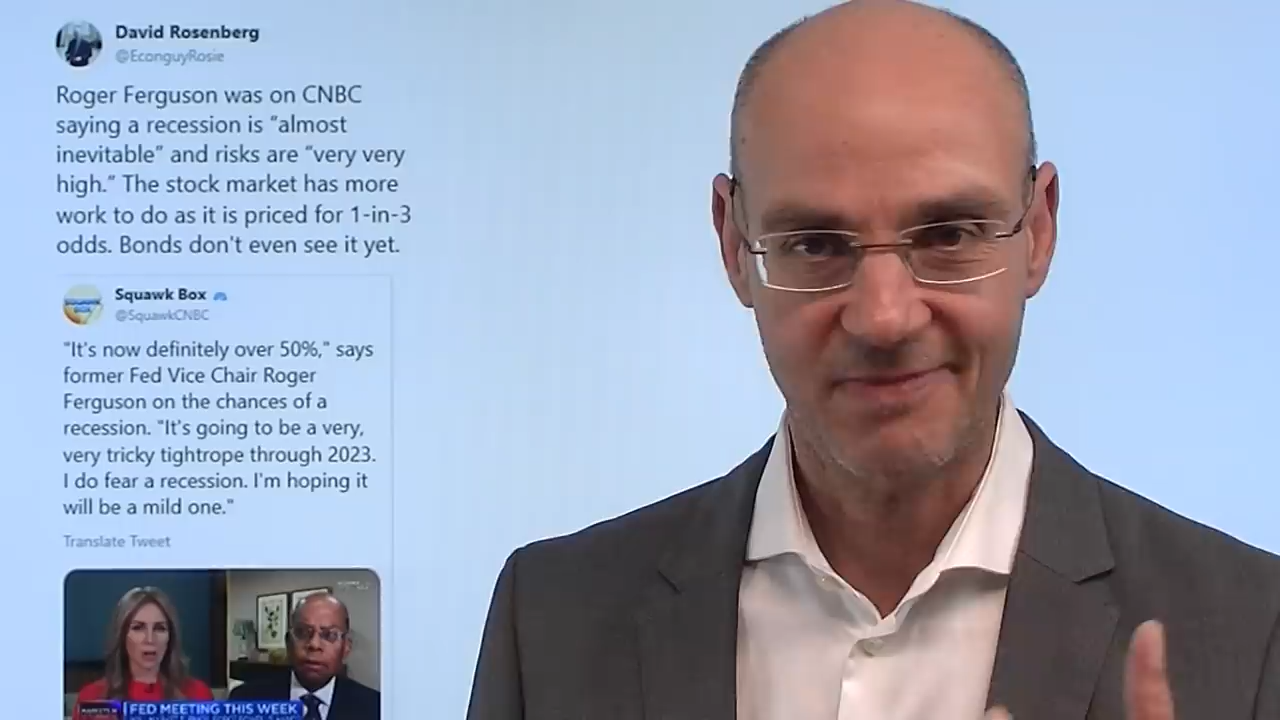 David Rosenberg
@EconguyRosie
Roger Ferguson was on CNBC
saying a recession is “almost
inevitable” and risks are “very very
high.” The stock market has more
work to do as it is priced for 1-in-3
odds. Bonds don't even see it yet.
Squawk Box
@SquawkCNBC
"It's now definitely over 50%," says
former Fed Vice Chair Roger
Ferguson on the chances of a
recession. "It's going to be a very,
very tricky tightrope through 2023.
I do fear a recession. I'm hoping it
will be a mild one."
Translate Tweet
FED MEETING THIS WEEK